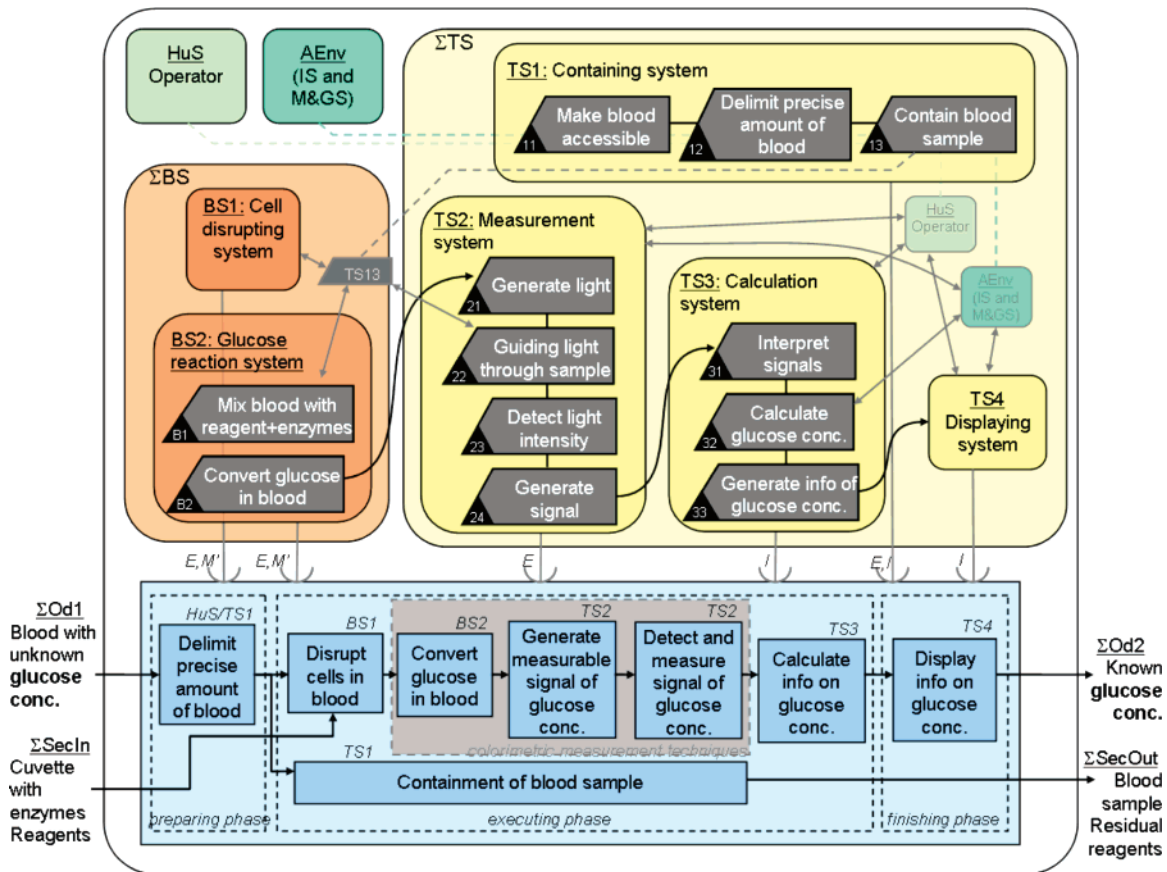 HuS
Operator
AEnv
(IS and
M&GS)
ΣTS
TS1: Containing system
Make blood
accessible
11
Delimit precise
amount of
blood
12
Contain blood
sample
13
ΣBS
BS1: Cell
disrupting
system
TS13
BS2: Glucose
reaction system
Mix blood with
reagent+enzymes
B1
Convert glucose
in blood
B2
TS2: Measurement
system
Generate light
21
Guiding light
through sample
22
Detect light
intensity
23
Generate
signal
24
TS3: Calculation
system
Interpret
signals
31
Calculate
glucose conc.
32
Generate info of
glucose conc.
33
HuS
Operator
AEnv
(IS and
M&GS)
TS4
Displaying
system
E,M'
E,M'
E
I
E,I
I
ΣOd1
Blood with
unknown
glucose
conc.
ΣSecIn
Cuvette
with
enzymes
Reagents
HuS/TS1
Delimit
precise
amount
of blood
BS1
Disrupt
cells in
blood
BS2
Convert
glucose
in blood
TS2
Generate
measurable
signal of
glucose
conc.
TS2
Detect and
measure
signal of
glucose
conc.
TS3
Calculate
info on
glucose
conc.
TS4
Display
info on
glucose
conc.
colorimetric measurement techniques
TS1
Containment of blood sample
preparing phase
executing phase
finishing phase
ΣOd2
Known
glucose
conc.
ΣSecOut
Blood
sample
Residual
reagents